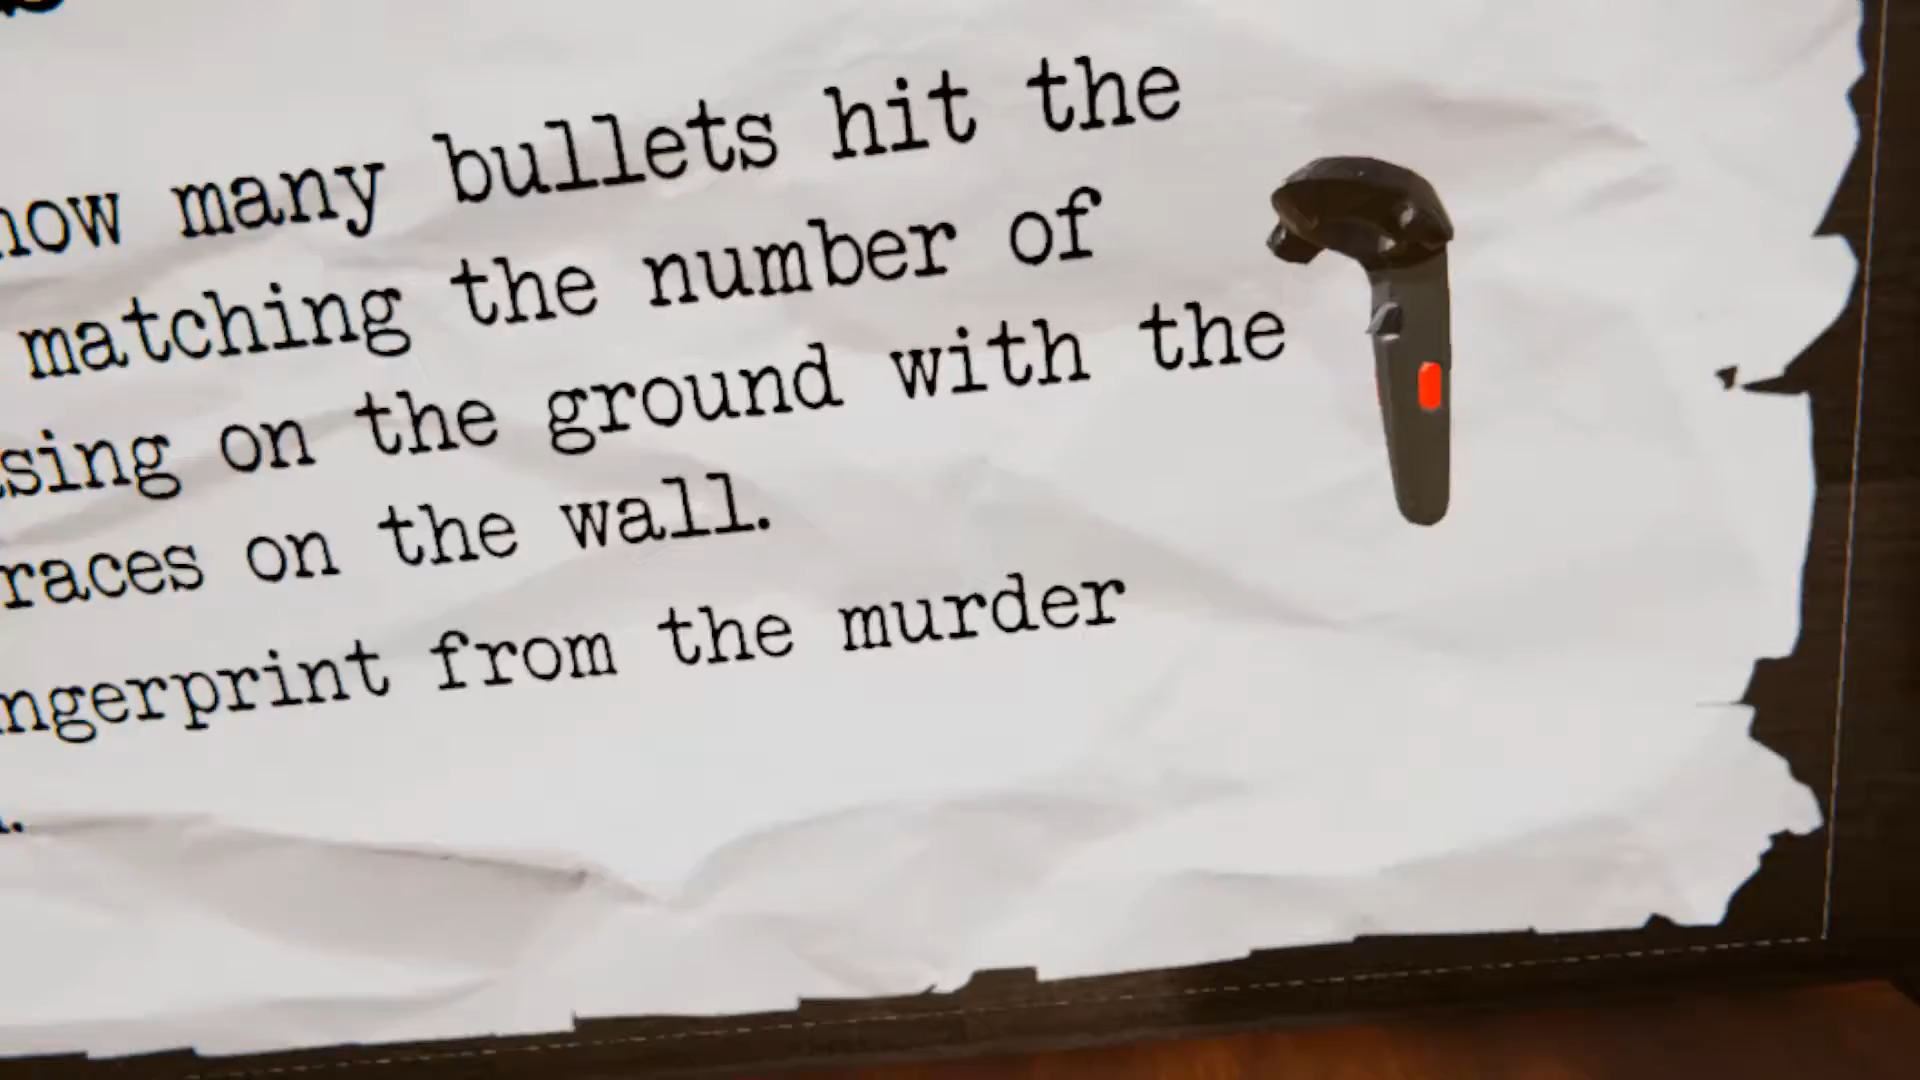 how many bullets hit the
matching the number of
sing on the ground with the
races on the wall.
ngerprint from the murder